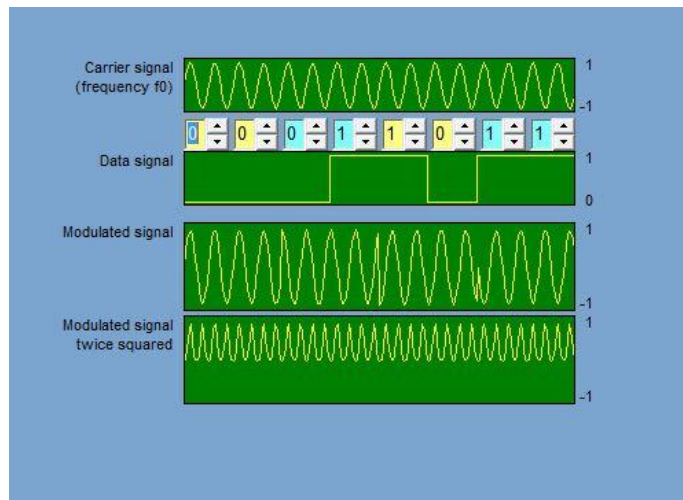 Carrier signal
(frequency f0)
1
-1
0 0 0 1 1 0 1 1
Data signal
1
0
Modulated signal
1
-1
Modulated signal
twice squared
1
-1